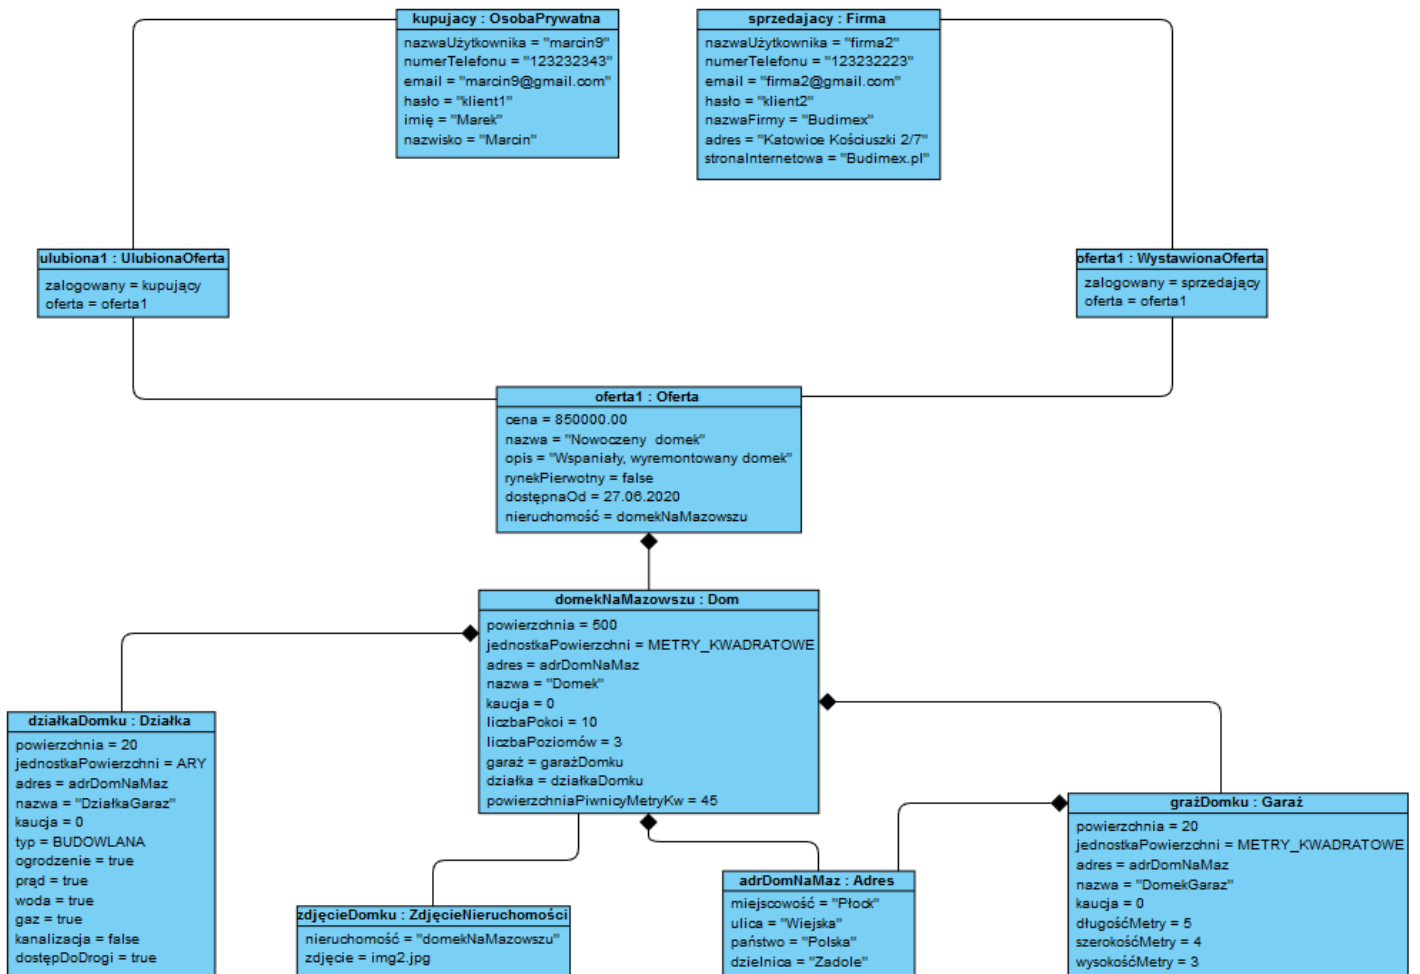 kupujacy : OsobaPrywatna
nazwaUżytkownika = "marcin9"
numerTelefonu = "123232343"
email = "marcin9@gmail.com"
hasło = "klient1"
imię = "Marek"
nazwisko = "Marcin"
sprzedajacy : Firma
nazwaUżytkownika = "firma2"
numerTelefonu = "123232223"
email = "firma2@gmail.com"
hasło = "klient2"
nazwaFirmy = "Budimex"
adres = "Katowice Kościuszki 2/7"
stronaInternetowa = "Budimex.pl"
ulubiona1 : UlubionaOferta
zalogowany = kupujący
oferta = oferta1
oferta1 : WystawionaOferta
zalogowany = sprzedający
oferta = oferta1
oferta1 : Oferta
cena = 850000.00
nazwa = "Nowoczeny  domek"
opis = "Wspaniały, wyremontowany domek"
rynekPierwotny = false
dostępnaOd = 27.06.2020
nieruchomość = domekNaMazowszu
domekNaMazowszu : Dom
powierzchnia = 500
jednostkaPowierzchni = METRY_KWADRATOWE
adres = adrDomNaMaz
nazwa = "Domek"
kaucja = 0
liczbaPokoi = 10
liczbaPoziomów = 3
garaż = garażDomku
działka = działkaDomku
powierzchniaPiwnicyMetryKw = 45
działkaDomku : Działka
powierzchnia = 20
jednostkaPowierzchni = ARY
adres = adrDomNaMaz
nazwa = "DziałkaGaraz"
kaucja = 0
typ = BUDOWLANA
ogrodzenie = true
prąd = true
woda = true
gaz = true
kanalizacja = false
dostępDoDrogi = true
zdjęcieDomku : ZdjęcieNieruchomości
nieruchomość = "domekNaMazowszu"
zdjęcie = img2.jpg
adrDomNaMaz : Adres
miejscowość = "Płock"
ulica = "Wiejska"
państwo = "Polska"
dzielnica = "Zadole"
grażDomku : Garaż
powierzchnia = 20
jednostkaPowierzchni = METRY_KWADRATOWE
adres = adrDomNaMaz
nazwa = "DomekGaraz"
kaucja = 0
długośćMetry = 5
szerokośćMetry = 4
wysokośćMetry = 3